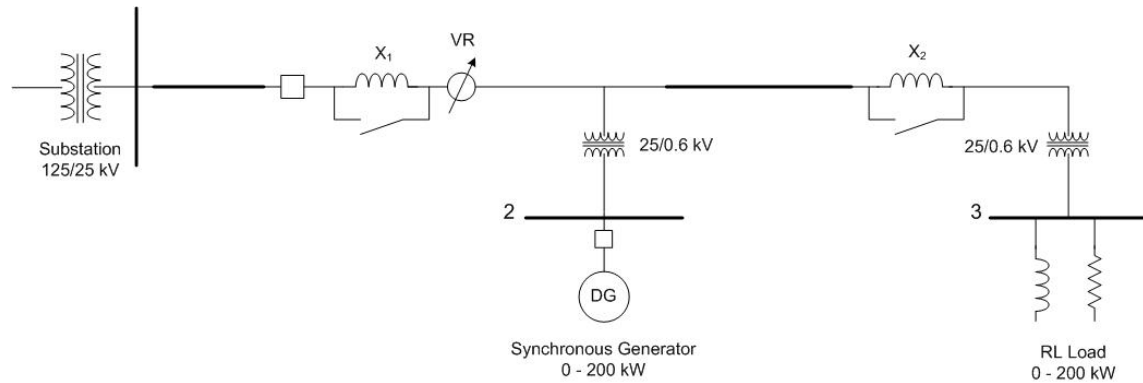 VR
X₁
X₂
Substation
125/25 kV
25/0.6 kV
25/0.6 kV
2
3
DG
Synchronous Generator
0 - 200 kW
RL Load
0 - 200 kW